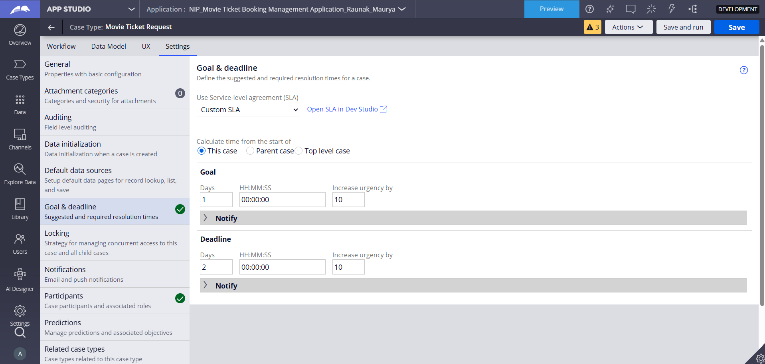 APP STUDIO
Application : NIP_Movie Ticket Booking Management Application_Raunak_Maurya
Preview
DEVELOPMENT
Case Type: Movie Ticket Request
3
Actions
Save and run
Save
Overview
Case Types
Data
Channels
Explore Data
Library
Users
AI Designer
Settings
A
Workflow
Data Model
UX
Settings
General
Properties with basic configuration
Attachment categories
Categories and security for attachments
0
Auditing
Field level auditing
Data initialization
Data initialization when a case is created
Default data sources
Setup default data pages for record lookup, list,
and save
Goal & deadline
Suggested and required resolution times
Locking
Strategy for managing concurrent access to this
case and all child cases
Notifications
Email and push notifications
Participants
Case participants and associated roles
Predictions
Manage predictions and associated objectives
Related case types
Case types related to this case type
Goal & deadline
Define the suggested and required resolution times for a case.
Use Service level agreement (SLA)
Custom SLA
Open SLA in Dev Studio
Calculate time from the start of
This case
Parent case
Top level case
Goal
Days
HH:MM:SS
Increase urgency by
1
00:00:00
10
Notify
Deadline
Days
HH:MM:SS
Increase urgency by
2
00:00:00
10
Notify